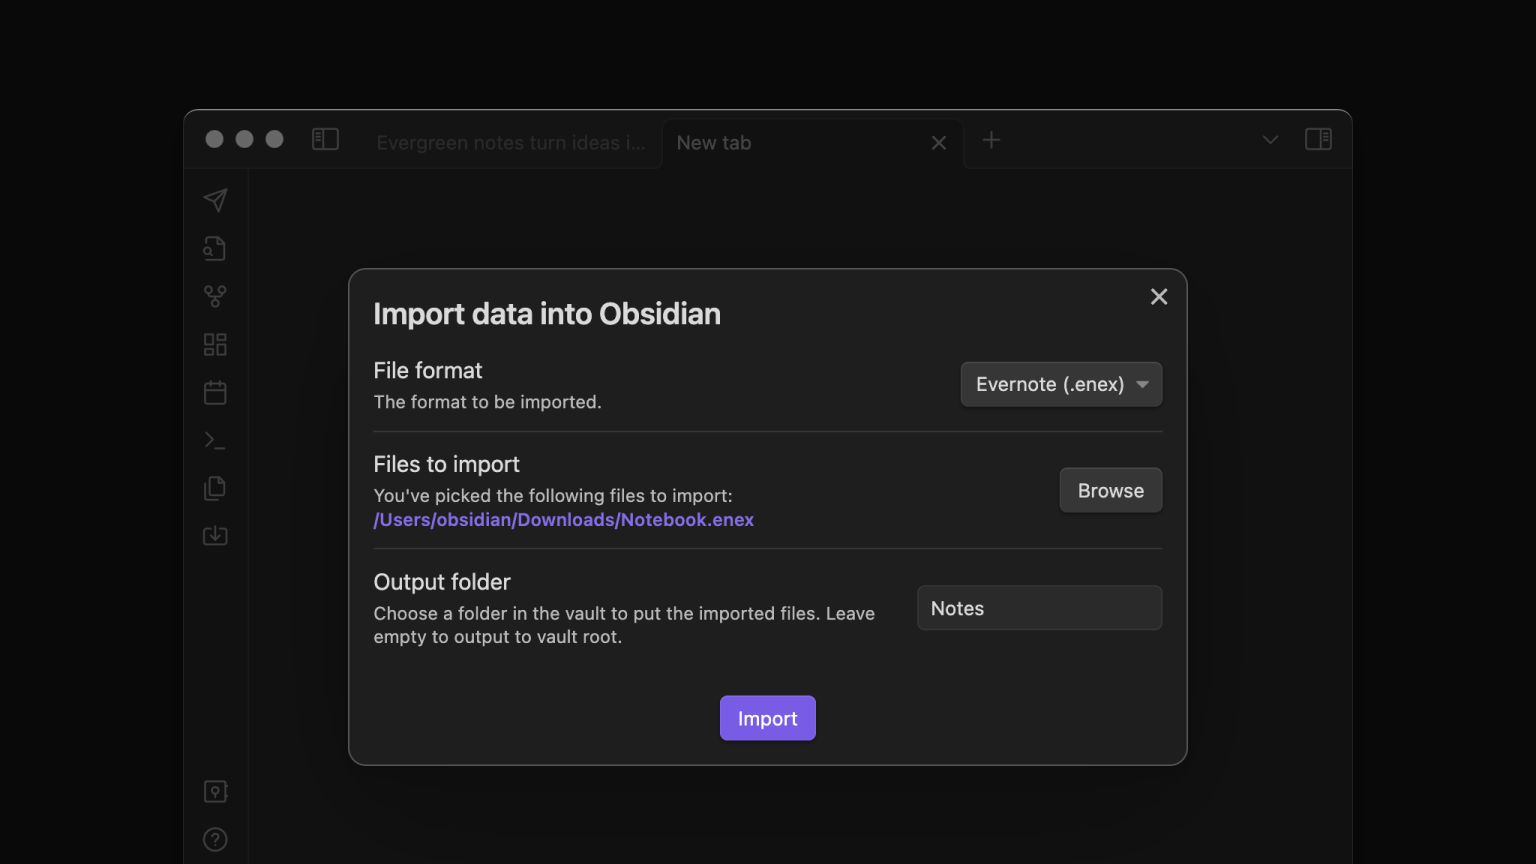 Evergreen notes turn ideas i...
New tab
Import data into Obsidian
File format
The format to be imported.
Evernote (.enex)
Files to import
You've picked the following files to import:
/Users/obsidian/Downloads/Notebook.enex
Browse
Output folder
Choose a folder in the vault to put the imported files. Leave
empty to output to vault root.
Notes
Import